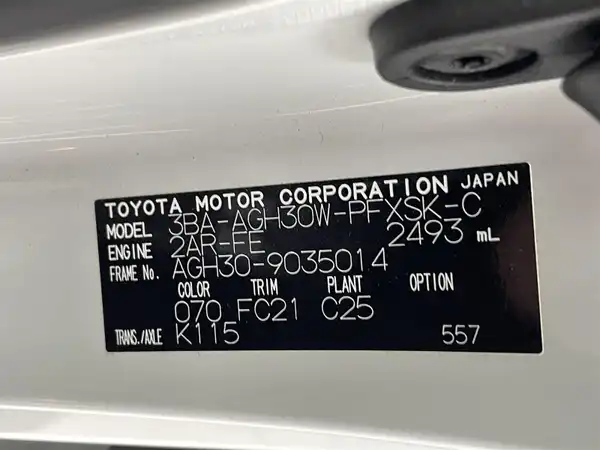 TOYOTA MOTOR CORPORATION JAPAN
MODEL 3BA-AGH30W-PFXSK-C
ENGINE 2AR-FE 2493 mL
FRAME No. AGH30-9035014
COLOR TRIM PLANT OPTION
070 FC21 C25
TRANS./AXLE K115
557